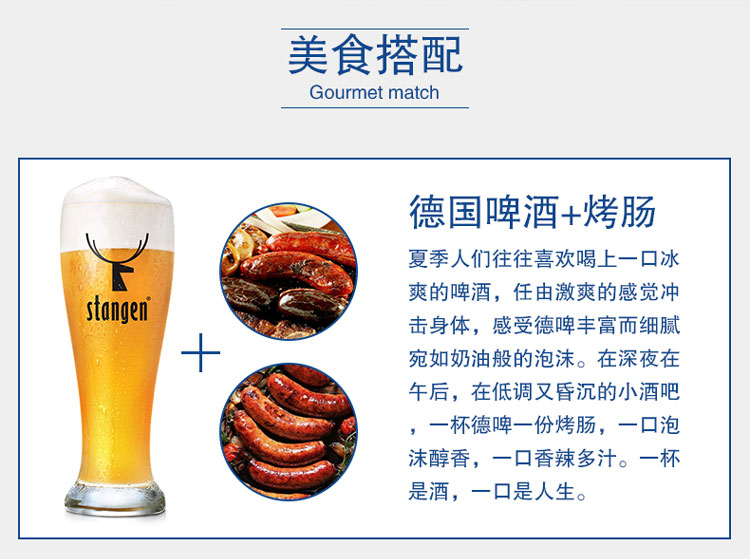 美食搭配
Gourmet match
stangen®
德国啤酒+烤肠
夏季人们往往喜欢喝上一口冰
爽的啤酒，任由激爽的感觉冲
击身体，感受德啤丰富而细腻
宛如奶油般的泡沫。在深夜在
午后，在低调又昏沉的小酒吧
，一杯德啤一份烤肠，一口泡
沫醇香，一口香辣多汁。一杯
是酒，一口是人生。